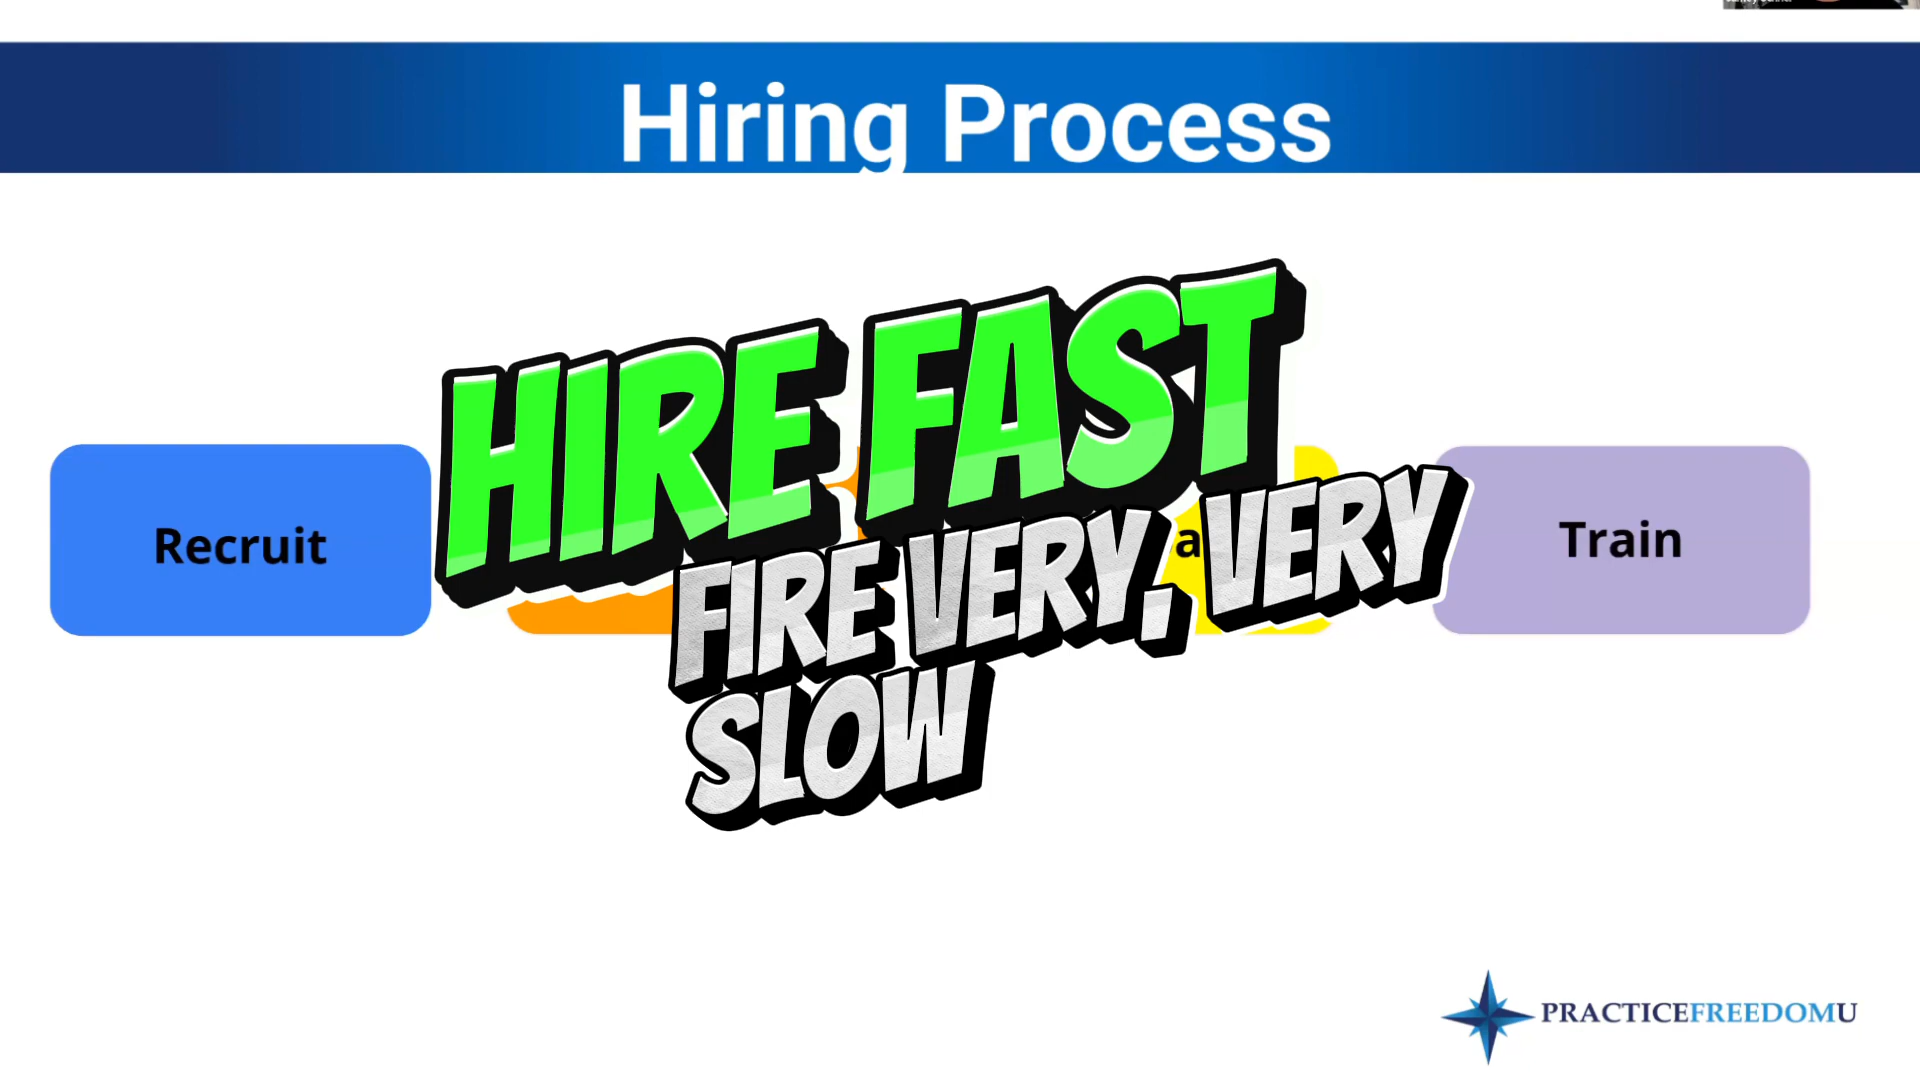 Hiring Process
HIRE FAST
FIRE VERY, VERY
SLOW
Recruit
Train
PRACTICEFREEDOMU